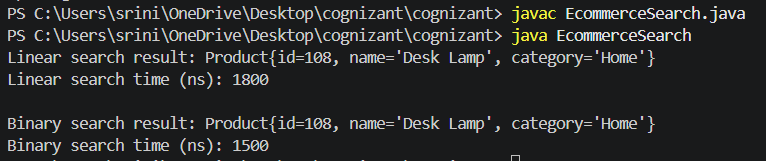 PS C:\Users\srini\OneDrive\Desktop\cognizant\cognizant> javac EcommerceSearch.java
PS C:\Users\srini\OneDrive\Desktop\cognizant\cognizant> java EcommerceSearch
Linear search result: Product{id=108, name='Desk Lamp', category='Home'}
Linear search time (ns): 1800

Binary search result: Product{id=108, name='Desk Lamp', category='Home'}
Binary search time (ns): 1500